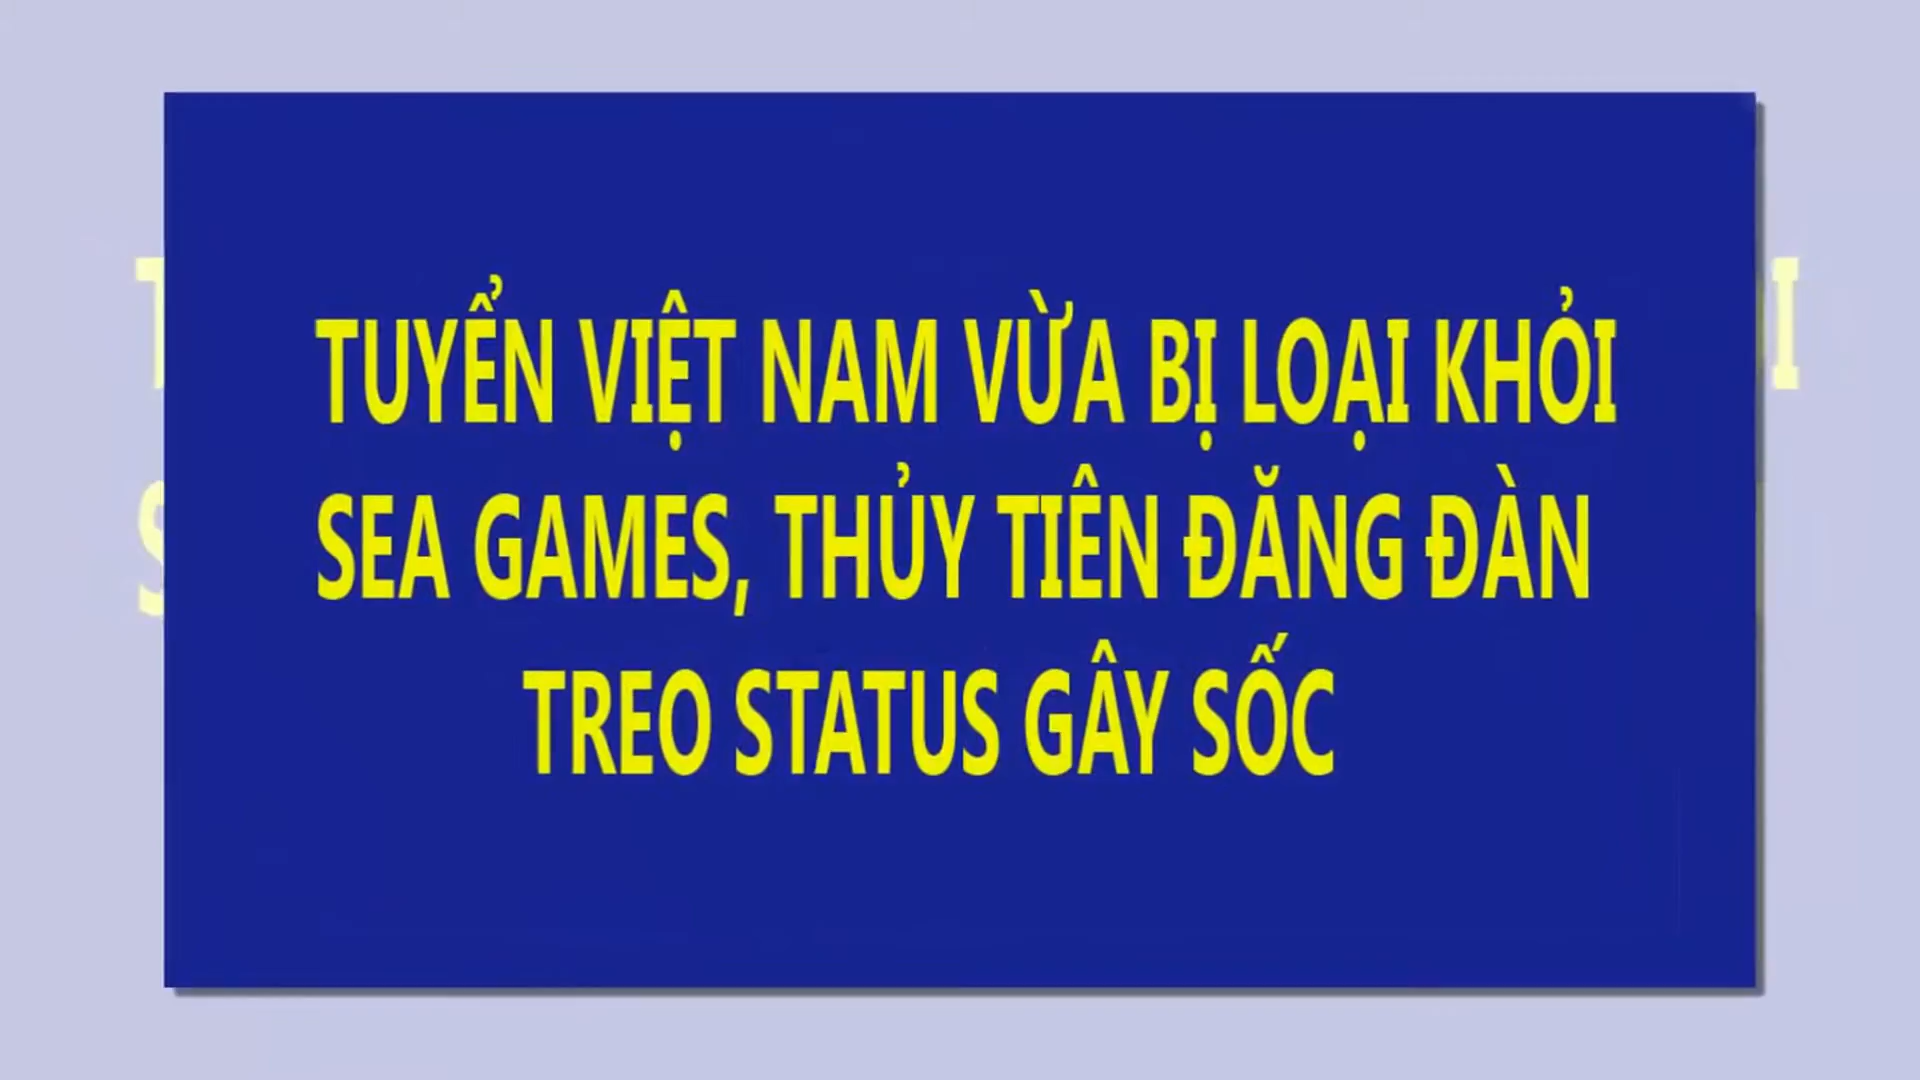 TUYỂN VIỆT NAM VỪA BỊ LOẠI KHỎI
SEA GAMES, THỦY TIÊN ĐĂNG ĐÀN
TREO STATUS GÂY SỐC